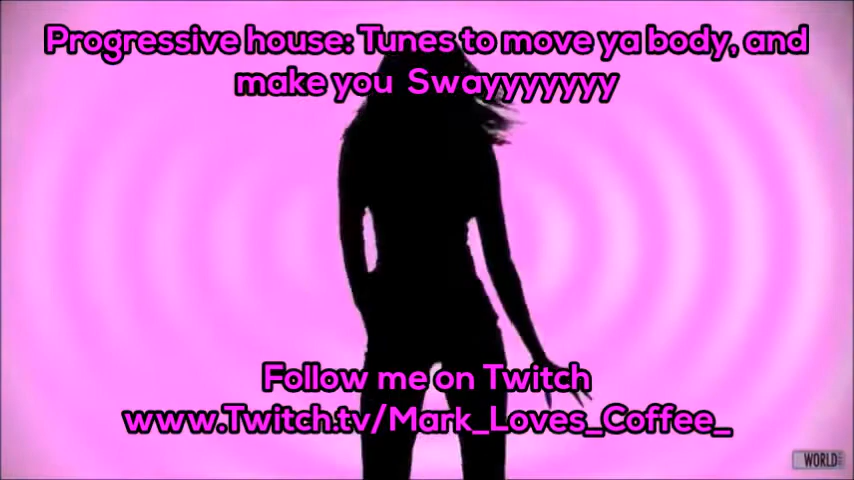 Progressive house: Tunes to move ya body, and
make you Swayyyyyyy
Follow me on Twitch
www.Twitch.tv/Mark_Loves_Coffee_
WORLD